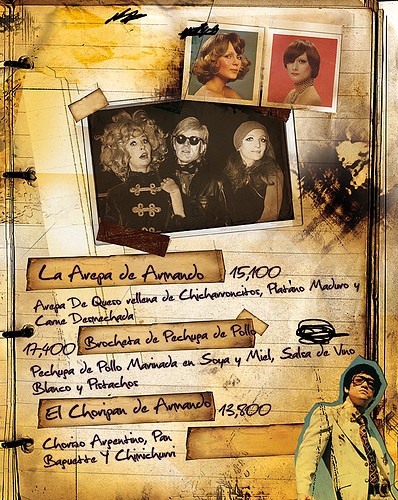 La Arepa de Armando 15,100
Arepa De Queso rellena de Chicharroncitos, Platano Maduro y
Carne Desmechada
17,400 Brocheta de Pechuga de Pollo
Pechuga de Pollo Marinada en Soya y Miel, Salsa de Vino
Blanco y Pistachos
El Choripan de Armando 13,800
Chorizo Argentino, Pan
Baguette Y Chimichurri